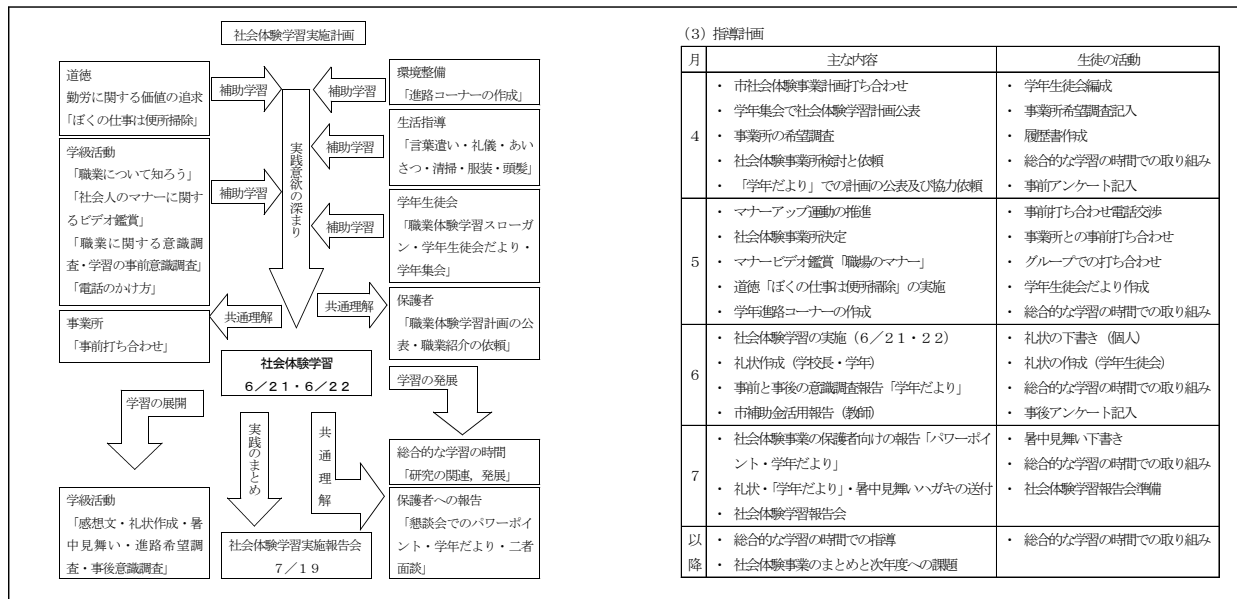 社会体験学習実施計画
道徳
勤労に関する価値の追求
「ぼくの仕事は便所掃除」
補助学習
補助学習
環境整備
「進路コーナーの作成」
生活指導
「言葉遣い・礼儀・あい
さつ・清掃・服装・頭髪」
補助学習
学級活動
「職業について知ろう」
「社会人のマナーに関す
るビデオ鑑賞」
「職業に関する意識調
査・学習の事前意識調査」
「電話のかけ方」
補助学習
実践意欲の深まり
補助学習
学年生徒会
「職業体験学習スローガ
ン・学年生徒会だより・
学年集会」
共通理解
共通理解
事業所
「事前打ち合わせ」
保護者
「職業体験学習計画の公
表・職業紹介の依頼」
社会体験学習
6/21・6/22
学習の発展
学習の展開
実践のまとめ
共通理解
総合的な学習の時間
「研究の関連，発展」
学級活動
「感想文・礼状作成・暑
中見舞い・進路希望調
査・事後意識調査」
社会体験学習実施報告会
7/19
保護者への報告
「懇談会でのパワーポイ
ント・学年だより・二者
面談」
(3) 指導計画
月 主な内容 生徒の活動
4
・ 市社会体験事業計画打ち合わせ
・ 学年集会で社会体験学習計画公表
・ 事業所の希望調査
・ 社会体験事業所検討と依頼
・ 「学年だより」での計画の公表及び協力依頼
・ 学年生徒会編成
・ 事業所希望調査記入
・ 履歴書作成
・ 総合的な学習の時間での取り組み
・ 事前アンケート記入
5
・ マナーアップ運動の推進
・ 社会体験事業所決定
・ マナービデオ鑑賞「職場のマナー」
・ 道徳「ぼくの仕事は便所掃除」の実施
・ 学年進路コーナーの作成
・ 事前打ち合わせ電話交渉
・ 事業所との事前打ち合わせ
・ グループでの打ち合わせ
・ 学年生徒会だより作成
・ 総合的な学習の時間での取り組み
6
・ 社会体験学習の実施（6/21・22）
・ 礼状作成（学校長・学年）
・ 事前と事後の意識調査報告「学年だより」
・ 市補助金活用報告（教師）
・ 礼状の下書き（個人）
・ 礼状の作成（学年生徒会）
・ 総合的な学習の時間での取り組み
・ 事後アンケート記入
7
・ 社会体験事業の保護者向けの報告「パワーポイ
ント・学年だより」
・ 礼状・「学年だより」・暑中見舞いハガキの送付
・ 社会体験学習報告会
・ 暑中見舞い下書き
・ 総合的な学習の時間での取り組み
・ 社会体験学習報告会準備
以降
・ 総合的な学習の時間での指導
・ 社会体験事業のまとめと次年度への課題
・ 総合的な学習の時間での取り組み